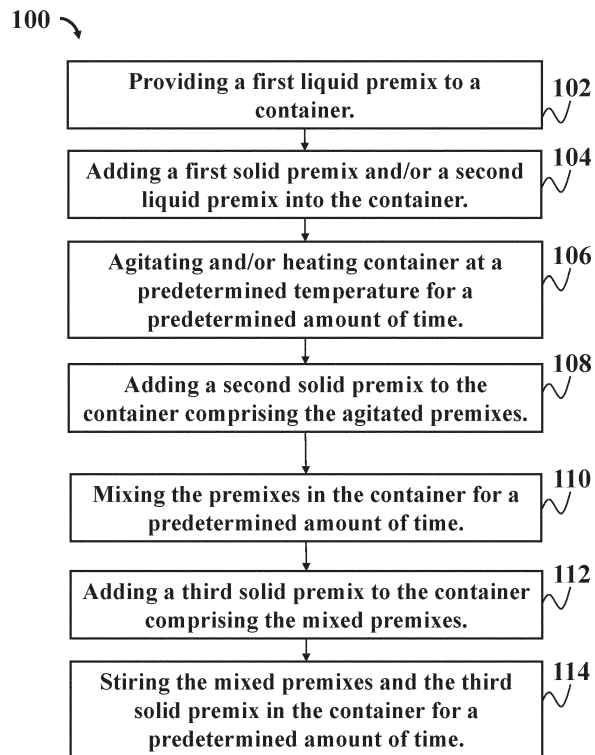 100
Providing a first liquid premix to a
container.
102
Adding a first solid premix and/or a second
liquid premix into the container.
104
Agitating and/or heating container at a
predetermined temperature for a
predetermined amount of time.
106
Adding a second solid premix to the
container comprising the agitated premixes.
108
Mixing the premixes in the container for a
predetermined amount of time.
110
Adding a third solid premix to the container
comprising the mixed premixes.
112
Stiring the mixed premixes and the third
solid premix in the container for a
predetermined amount of time.
114